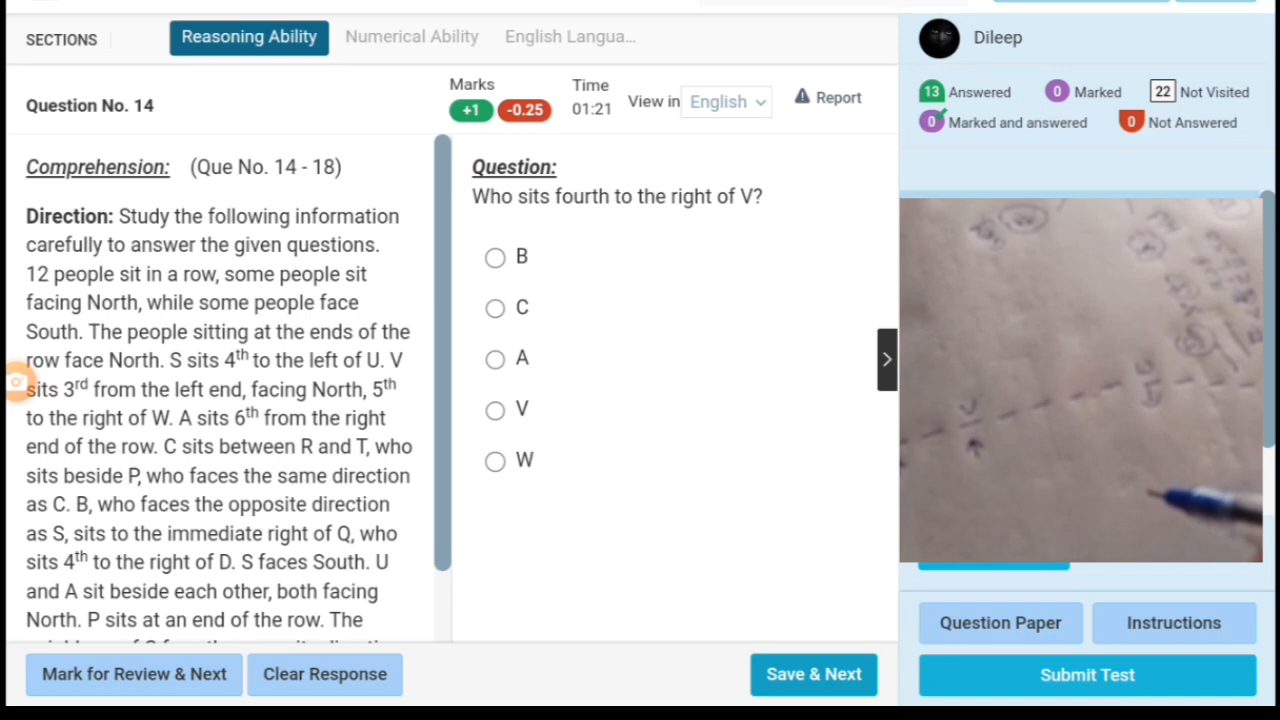 SECTIONS
Reasoning Ability
Numerical Ability
English Langua...
Dileep
Question No. 14
Marks
+1
-0.25
Time
01:21
View in
English
Report
13 Answered
0 Marked
22 Not Visited
0 Marked and answered
0 Not Answered
Comprehension: (Que No. 14 - 18)
Direction: Study the following information
carefully to answer the given questions.
12 people sit in a row, some people sit
facing North, while some people face
South. The people sitting at the ends of the
row face North. S sits 4th to the left of U. V
sits 3rd from the left end, facing North, 5th
to the right of W. A sits 6th from the right
end of the row. C sits between R and T, who
sits beside P, who faces the same direction
as C. B, who faces the opposite direction
as S, sits to the immediate right of Q, who
sits 4th to the right of D. S faces South. U
and A sit beside each other, both facing
North. P sits at an end of the row. The
Question:
Who sits fourth to the right of V?
B
C
A
V
W
V
Mark for Review & Next
Clear Response
Save & Next
Question Paper
Instructions
Submit Test